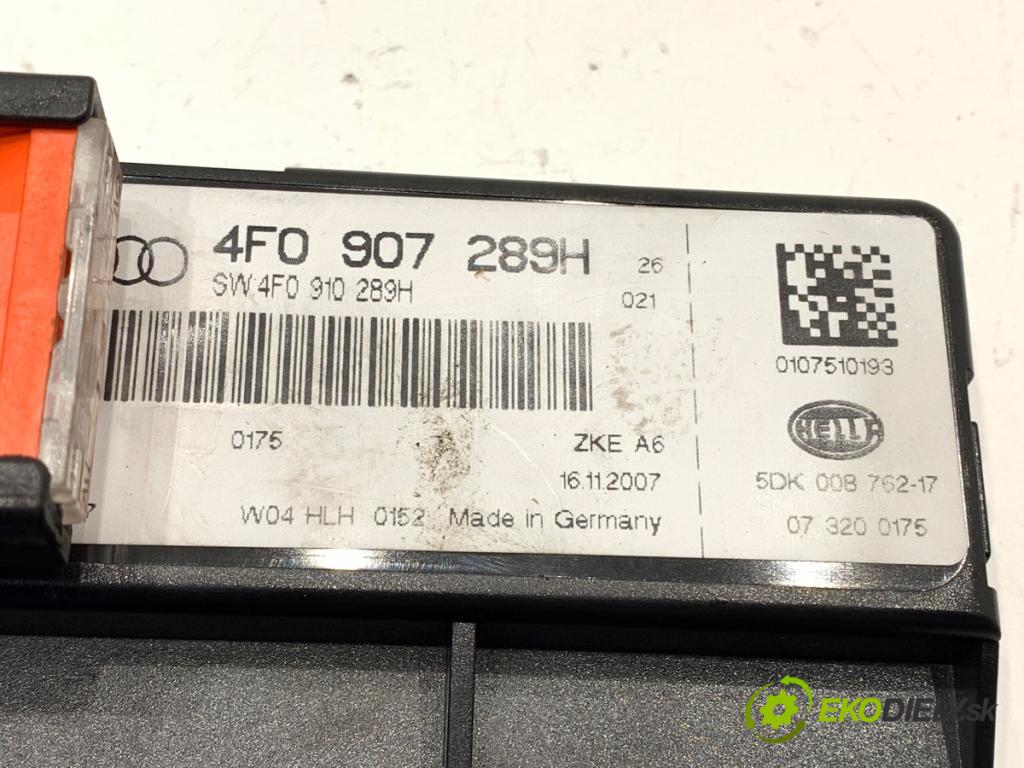 4F0 907 289H 26
SW 4F0 910 289H 021
0107510193
HELLA
0175 ZKE A6
16.11.2007
5DK 008 762-17
W04 HLH 0152 Made in Germany
07 320 0175
EKODIELY.sk